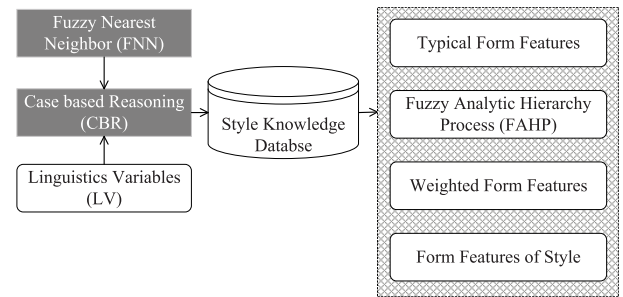 Fuzzy Nearest
Neighbor (FNN)
Case based Reasoning
(CBR)
Linguistics Variables
(LV)
Style Knowledge
Databse
Typical Form Features
Fuzzy Analytic Hierarchy
Process (FAHP)
Weighted Form Features
Form Features of Style